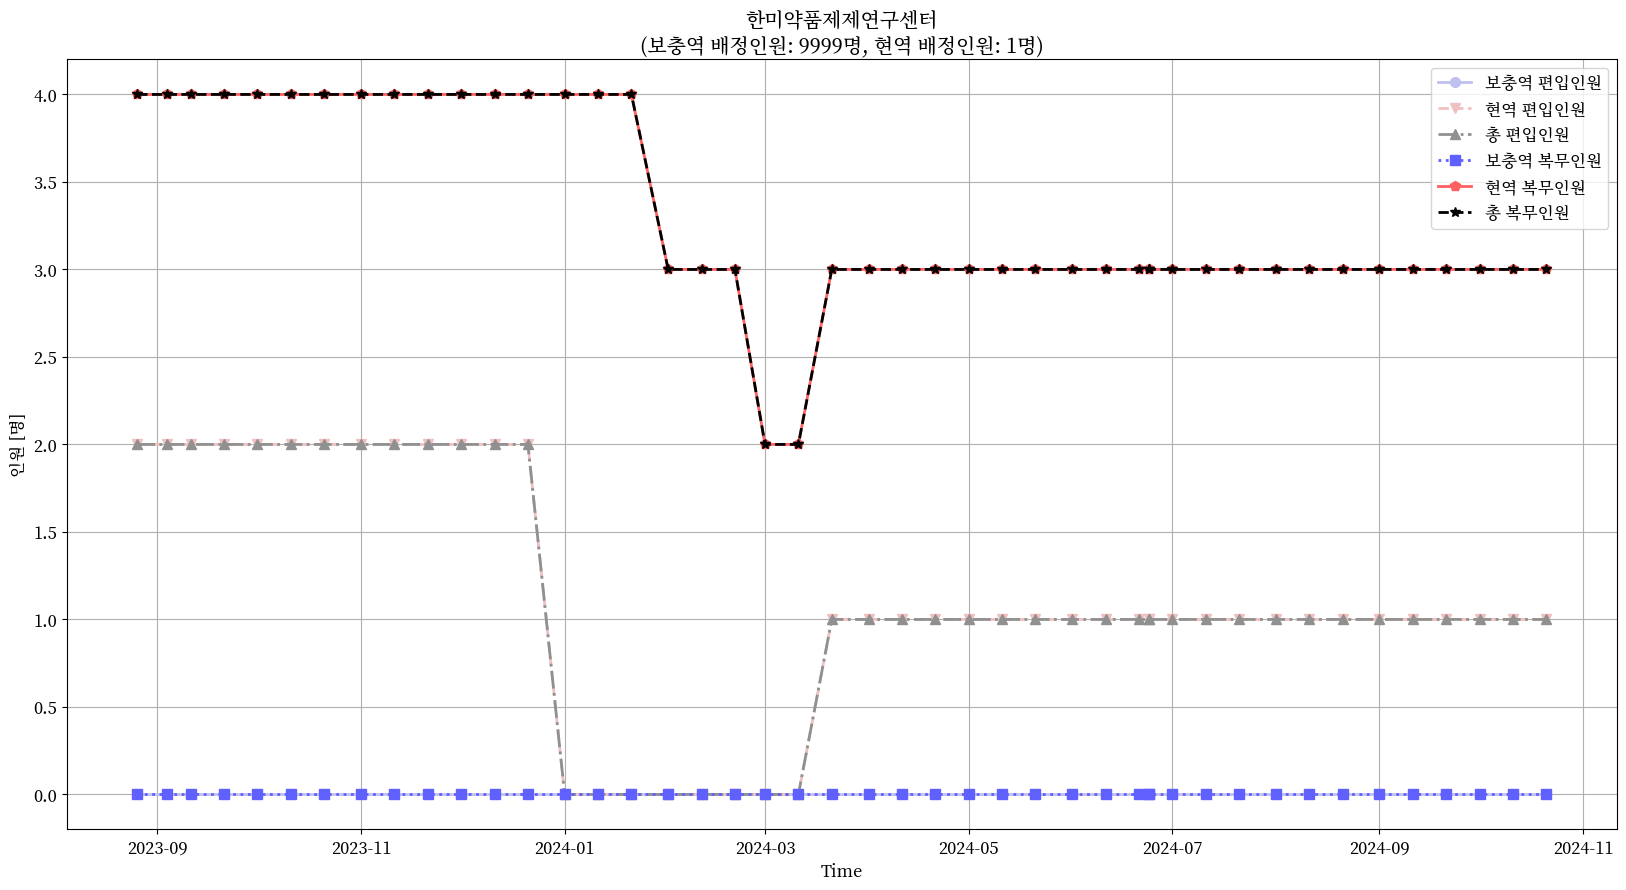 한미약품제제연구센터
(보충역 배정인원: 9999명, 현역 배정인원: 1명)
보충역 편입인원
현역 편입인원
총 편입인원
보충역 복무인원
현역 복무인원
총 복무인원
인원 [명]
4.0
3.5
3.0
2.5
2.0
1.5
1.0
0.5
0.0
2023-09 2023-11 2024-01 2024-03 2024-05 2024-07 2024-09 2024-11
Time